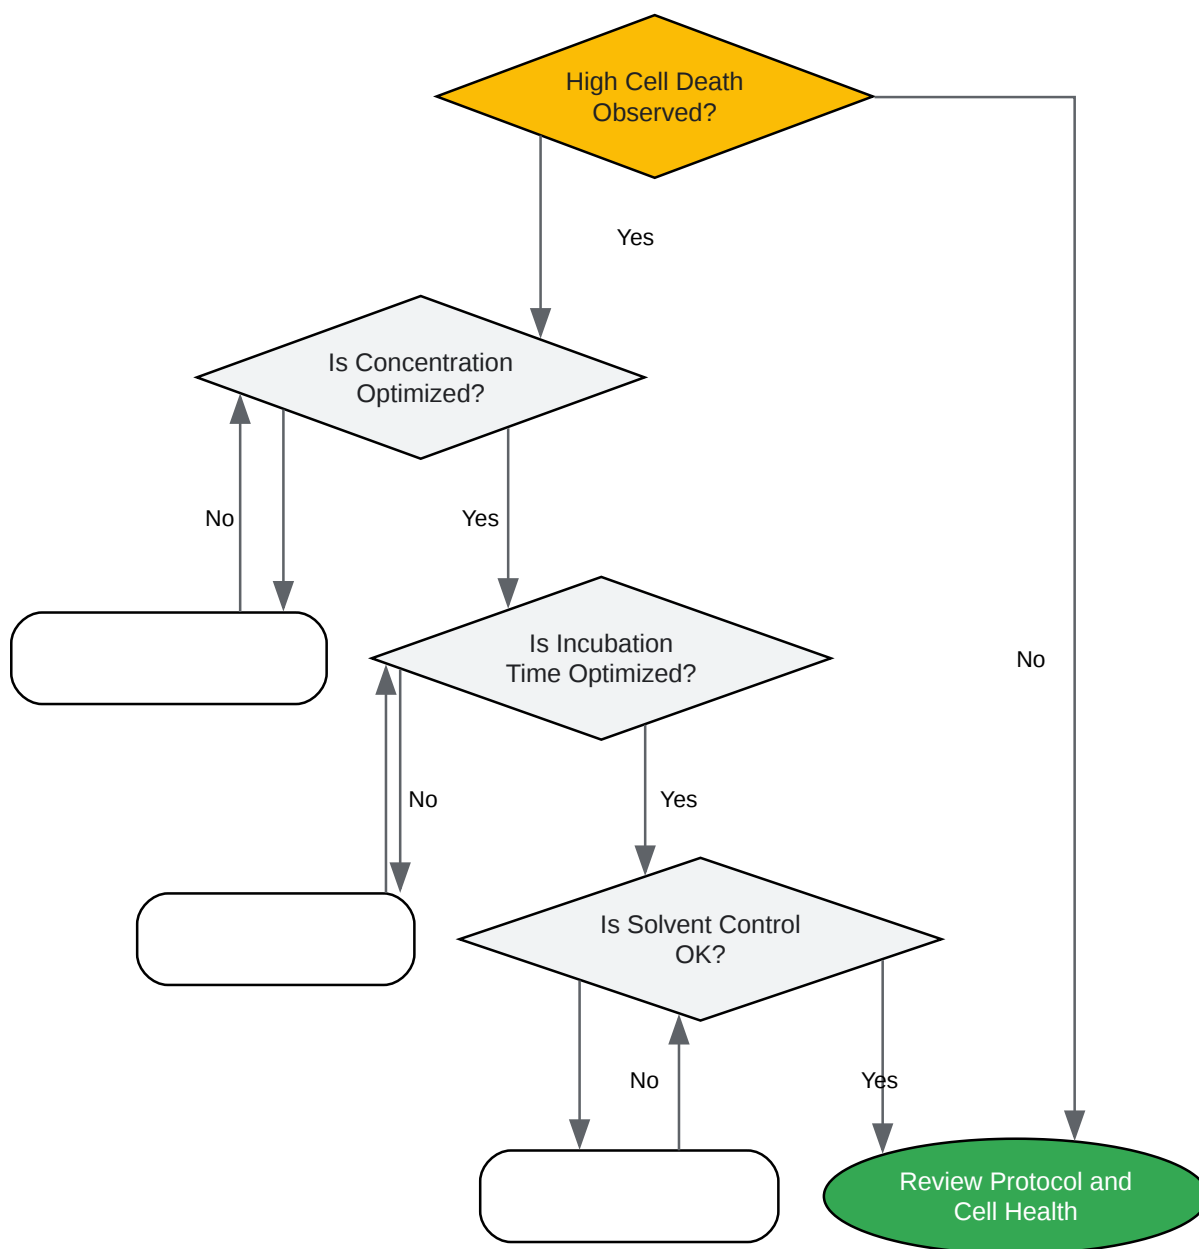 High Cell Death
Observed?
Yes
Is Concentration
Optimized?
No
Yes
Is Incubation
Time Optimized?
No
No
Yes
Is Solvent Control
OK?
No
Yes
Review Protocol and
Cell Health